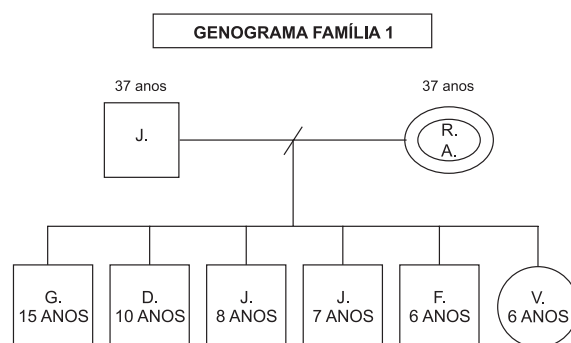 GENOGRAMA FAMÍLIA 1
37 anos
37 anos
J.
R.
A.
G.
15 ANOS
D.
10 ANOS
J.
8 ANOS
J.
7 ANOS
F.
6 ANOS
V.
6 ANOS